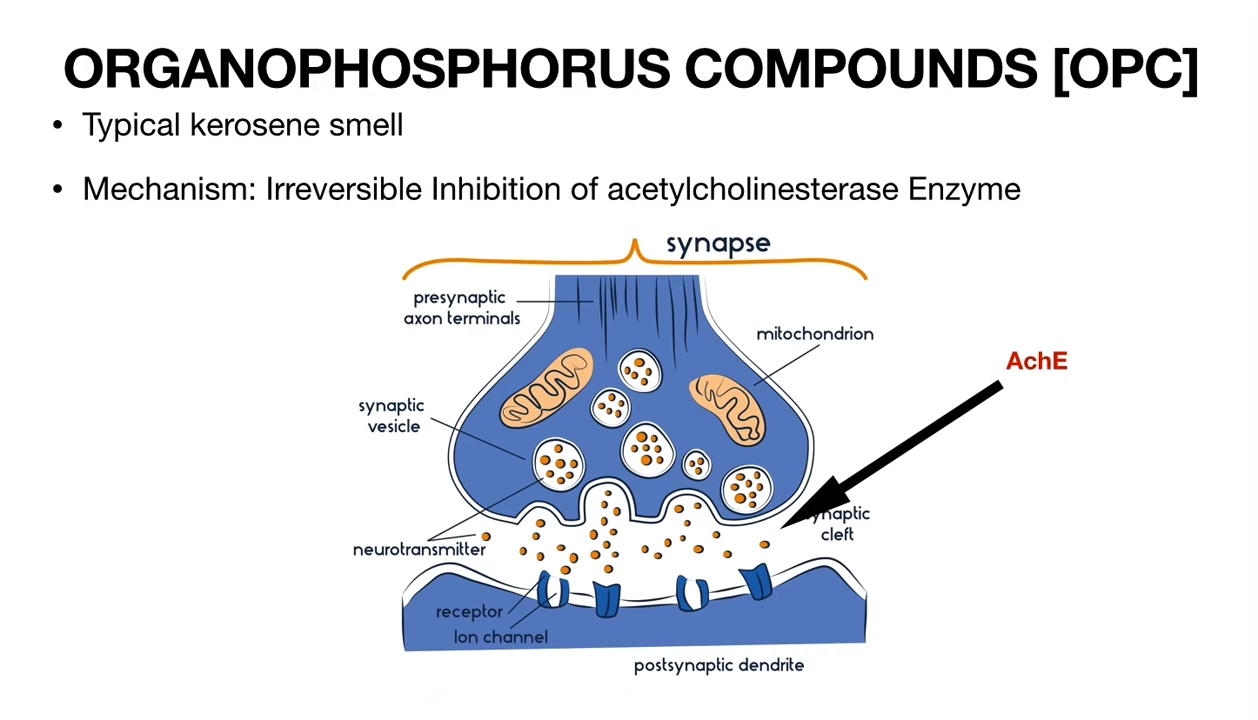 ORGANOPHOSPHORUS COMPOUNDS [OPC]
• Typical kerosene smell
• Mechanism: Irreversible Inhibition of acetylcholinesterase Enzyme
synapse
presynaptic
axon terminals
mitochondrion
AchE
synaptic
vesicle
synaptic
cleft
neurotransmitter
receptor
Ion channel
postsynaptic dendrite